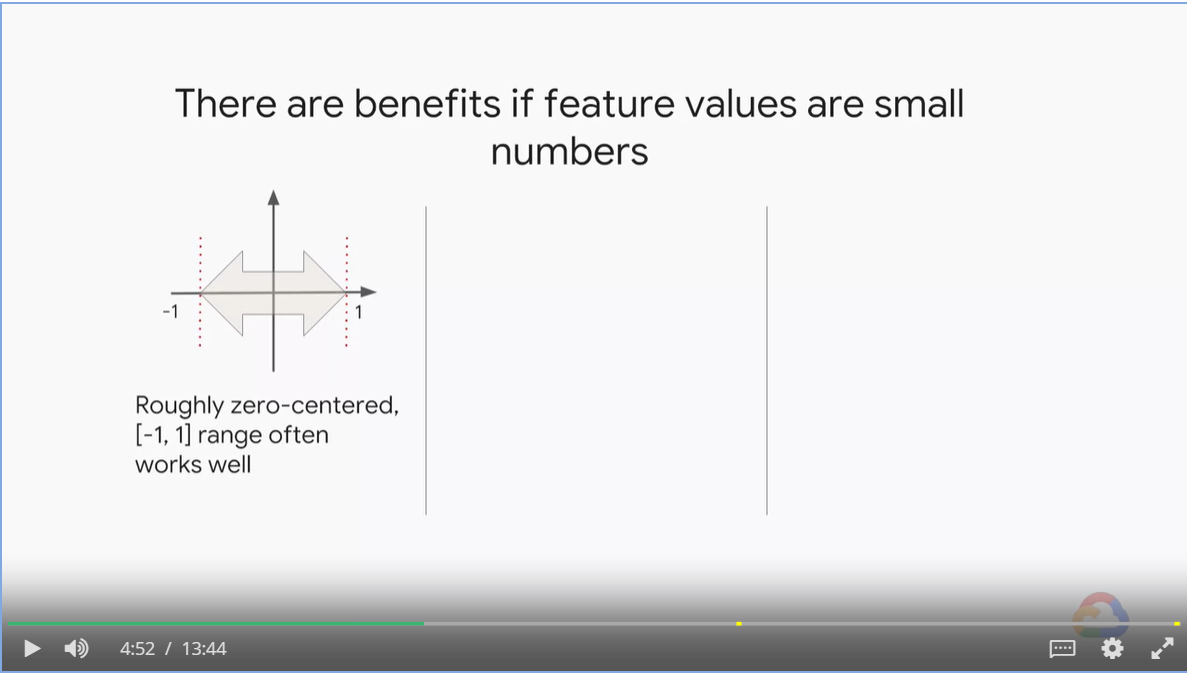 There are benefits if feature values are small
numbers
-1
1
Roughly zero-centered,
[-1, 1] range often
works well
4:52 / 13:44